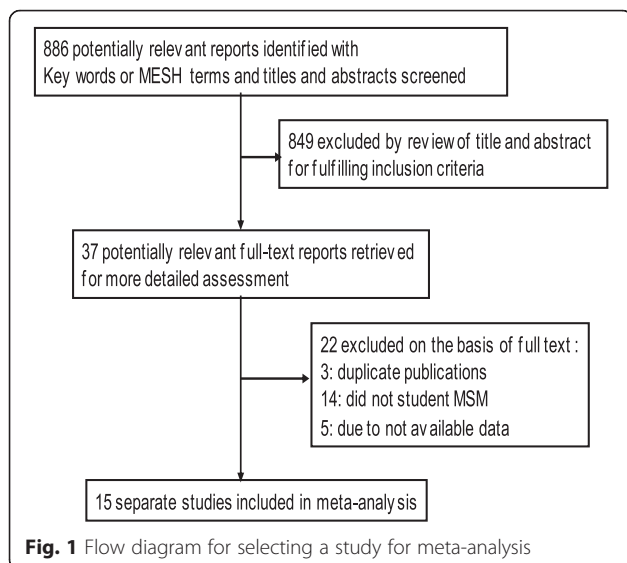 886 potentially relevant reports identified with
Key words or MESH terms and titles and abstracts screened
849 excluded by review of title and abstract
for fulfilling inclusion criteria
37 potentially relevant full-text reports retrieved
for more detailed assessment
22 excluded on the basis of full text :
3: duplicate publications
14: did not student MSM
5: due to not available data
15 separate studies included in meta-analysis
Fig. 1 Flow diagram for selecting a study for meta-analysis